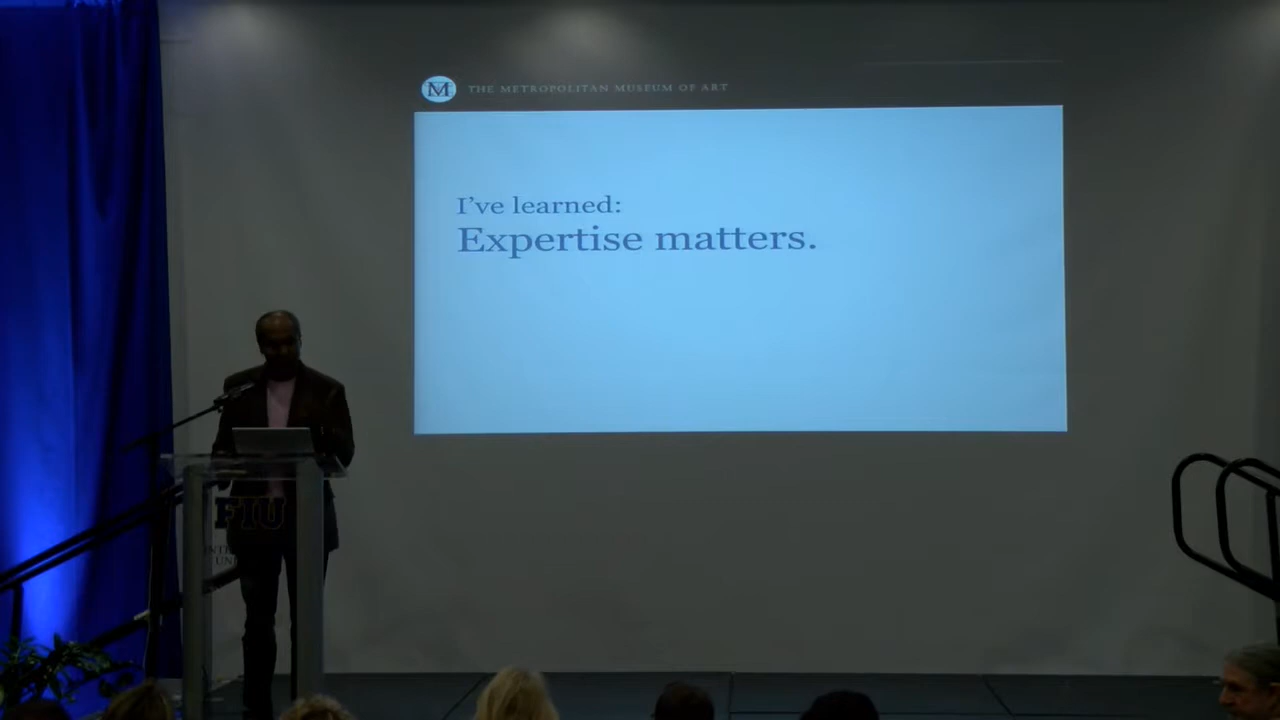 M THE METROPOLITAN MUSEUM OF ART
I've learned:
Expertise matters.
FIU